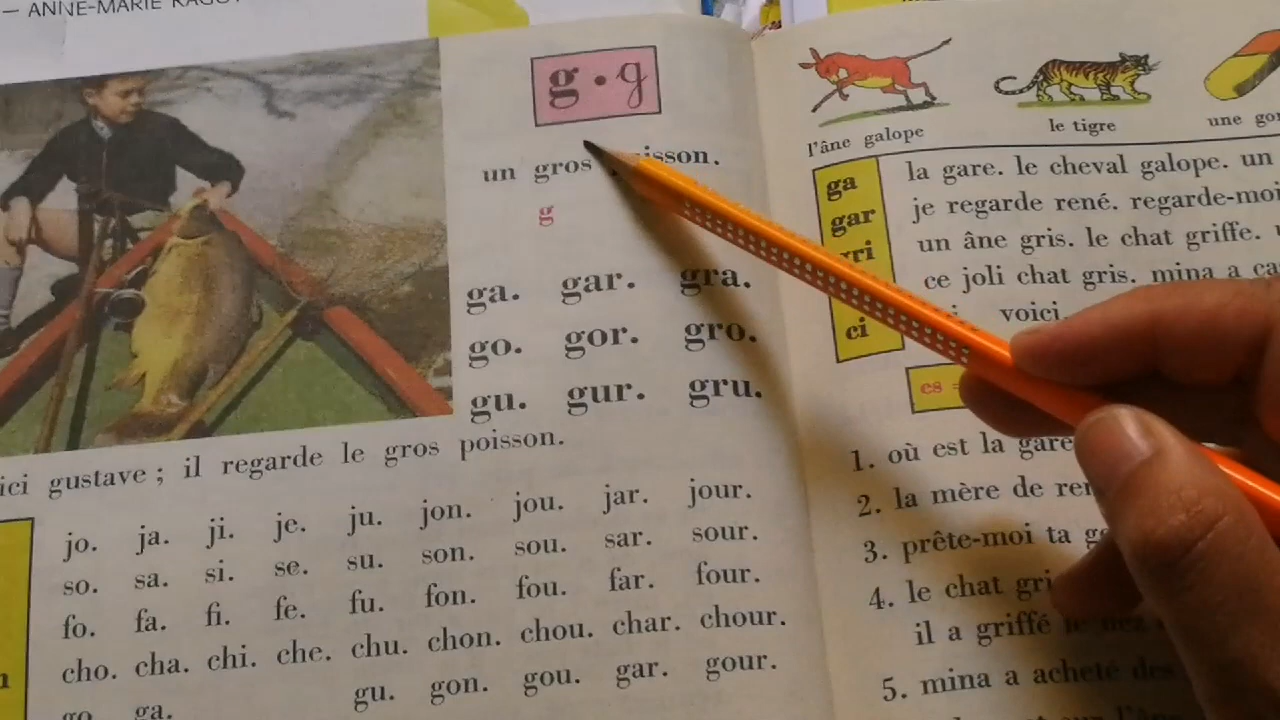 — ANNE-MARIE
g • g
un gros
g
ga. gar. gra.
go. gor. gro.
gu. gur. gru.
gustave ; il regarde le gros poisson.
jo. ja. ji. je. ju. jon. jou. jar. jour.
so. sa. si. se. su. son. sou. sar. sour.
fo. fa. fi. fe. fu. fon. fou. far. four.
cho. cha. chi. che. chu. chon. chou. char. chour.
go. ga. gu. gon. gou. gar. gour.
l'âne galope
le tigre
une
ga
gar
gri
ci
la gare. le cheval galope. un
je regarde rené. regarde-moi
un âne gris. le chat griffe.
ce joli chat gris. mina a
voici.
es =
1. où est la gare
2. la mère de
3. prête-moi ta
4. le chat
il a griffé
5. mina a acheté des